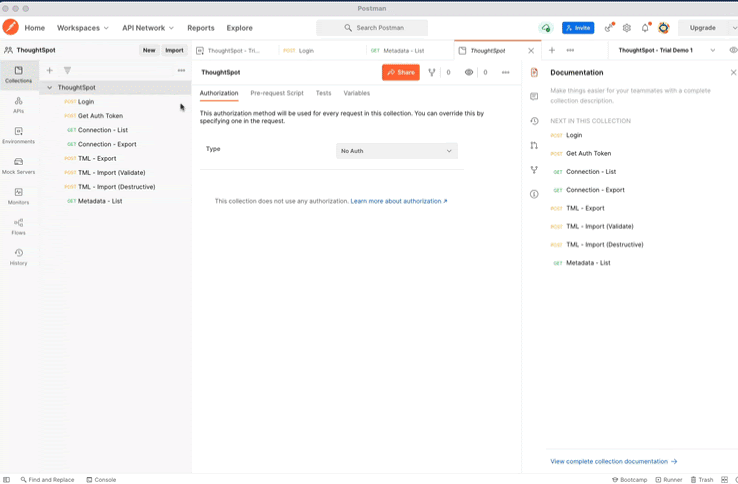 Postman
Home Workspaces API Network Reports Explore Search Postman Invite Upgrade
ThoughtSpot New Import ThoughtSpot - Tri... POST Login GET Metadata - List ThoughtSpot ThoughtSpot - Trial Demo 1
Collections
APIs
Environments
Mock Servers
Monitors
Flows
History
ThoughtSpot
POST Login
POST Get Auth Token
GET Connection - List
GET Connection - Export
POST TML - Export
POST TML - Import (Validate)
POST TML - Import (Destructive)
GET Metadata - List
ThoughtSpot Share 0 0
Authorization Pre-request Script Tests Variables
This authorization method will be used for every request in this collection. You can override this by
specifying one in the request.
Type No Auth
This collection does not use any authorization. Learn more about authorization ↗
Documentation
Make things easier for your teammates with a complete
collection description.
NEXT IN THIS COLLECTION
POST Login
POST Get Auth Token
GET Connection - List
GET Connection - Export
POST TML - Export
POST TML - Import (Validate)
POST TML - Import (Destructive)
GET Metadata - List
View complete collection documentation →
Find and Replace Console Bootcamp Runner Trash